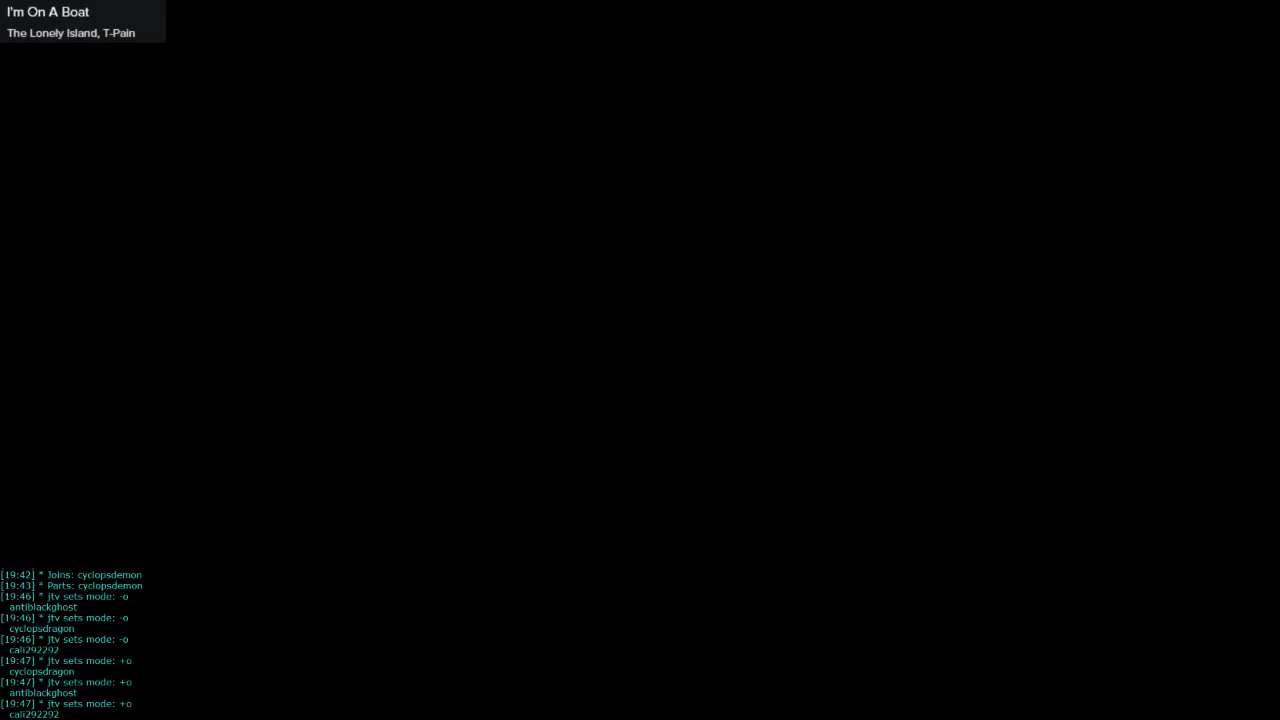 I'm On A Boat
The Lonely Island, T-Pain
[19:42] * Joins: cyclopsdemon
[19:43] * Parts: cyclopsdemon
[19:46] * jtv sets mode: -o
antiblackghost
[19:46] * jtv sets mode: -o
cyclopsdragon
[19:46] * jtv sets mode: -o
cali292292
[19:47] * jtv sets mode: +o
cyclopsdragon
[19:47] * jtv sets mode: +o
antiblackghost
[19:47] * jtv sets mode: +o
cali292292